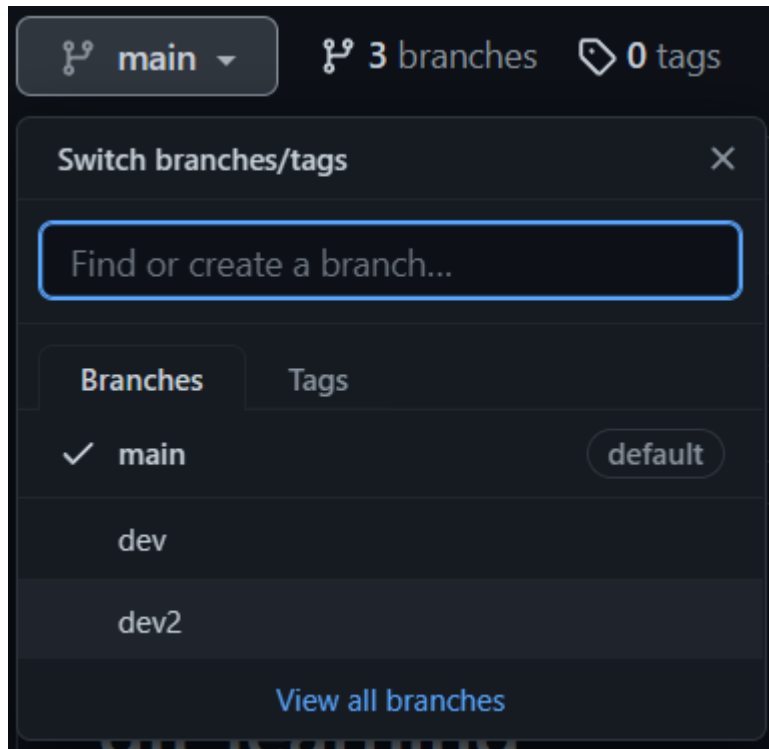 main 3 branches 0 tags
Switch branches/tags
Find or create a branch...
Branches Tags
main default
dev
dev2
View all branches